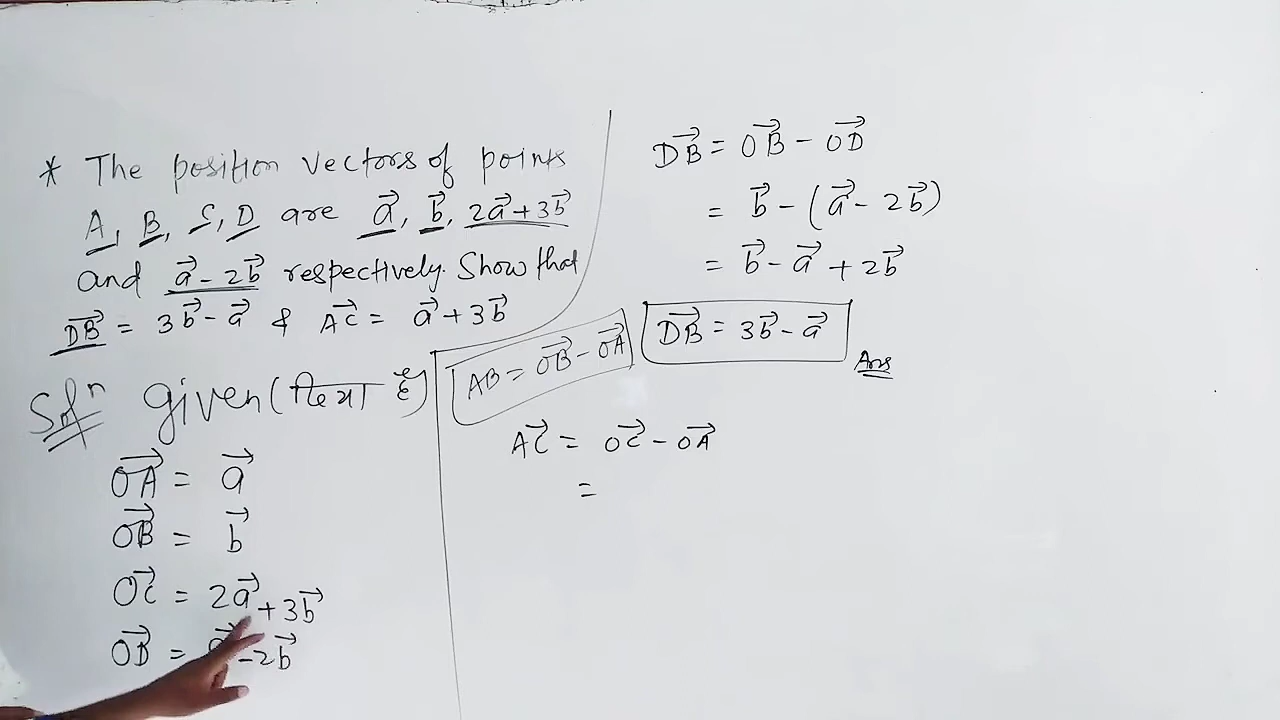 * The position vectors of points
A, B, C, D are a⃗, b⃗, 2a⃗+3b⃗
and a⃗-2b⃗ respectively. Show that
DB⃗ = 3b⃗-a⃗ & AC⃗ = a⃗+3b⃗
Solⁿ given (दिया है)
OA⃗ = a⃗
OB⃗ = b⃗
OC⃗ = 2a⃗+3b⃗
OB⃗ = a⃗-2b⃗
DB⃗ = OB⃗ - OD⃗
= b⃗ - (a⃗ - 2b⃗)
= b⃗ - a⃗ + 2b⃗
DB⃗ = 3b⃗ - a⃗
Ans
AB = OB⃗ - OA⃗
AC⃗ = OC⃗ - OA⃗
=